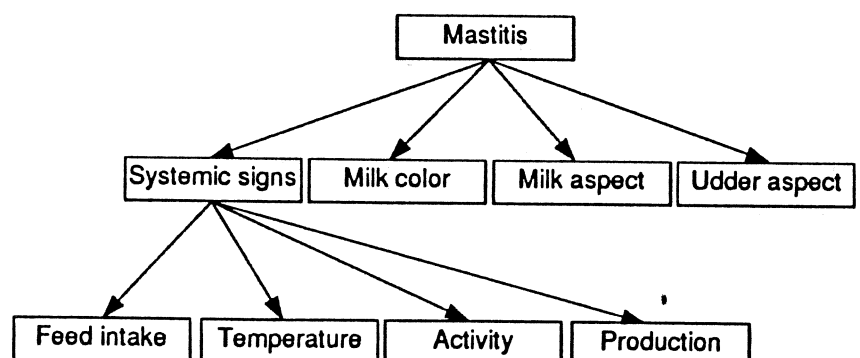 Mastitis
Systemic signs Milk color Milk aspect Udder aspect
Feed intake Temperature Activity Production